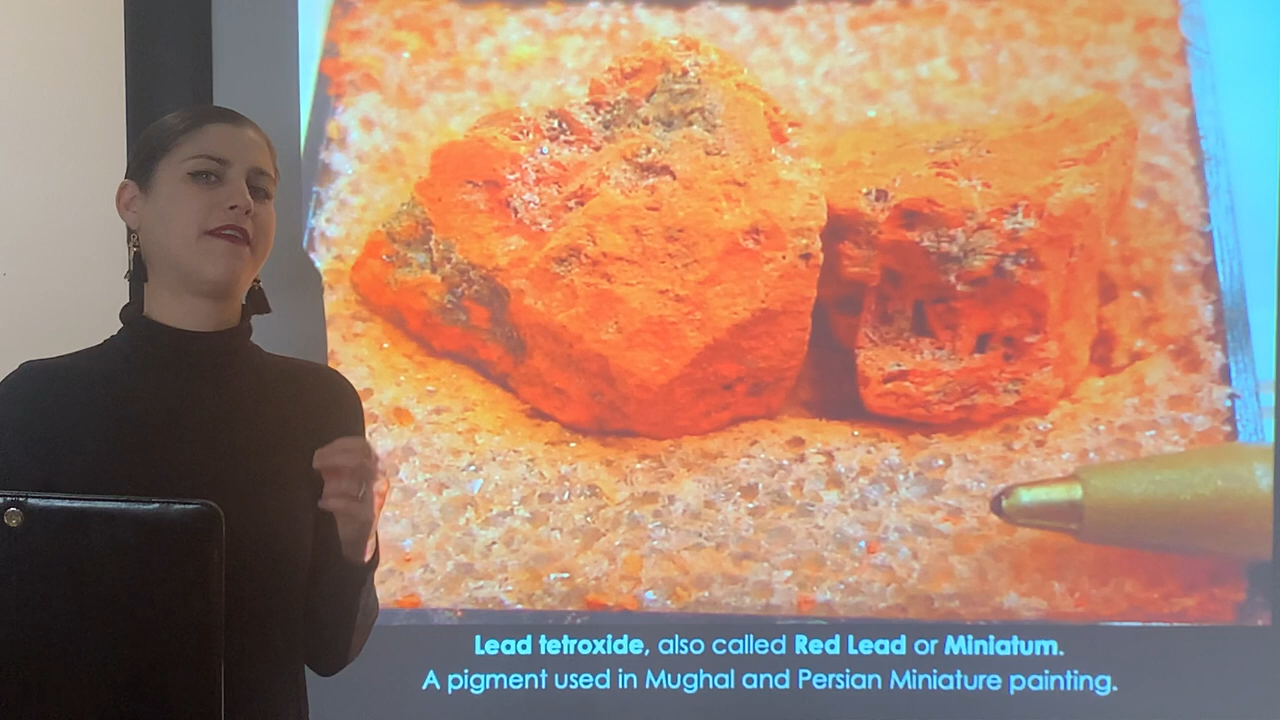 Lead tetroxide, also called Red Lead or Miniatum.
A pigment used in Mughal and Persian Miniature painting.